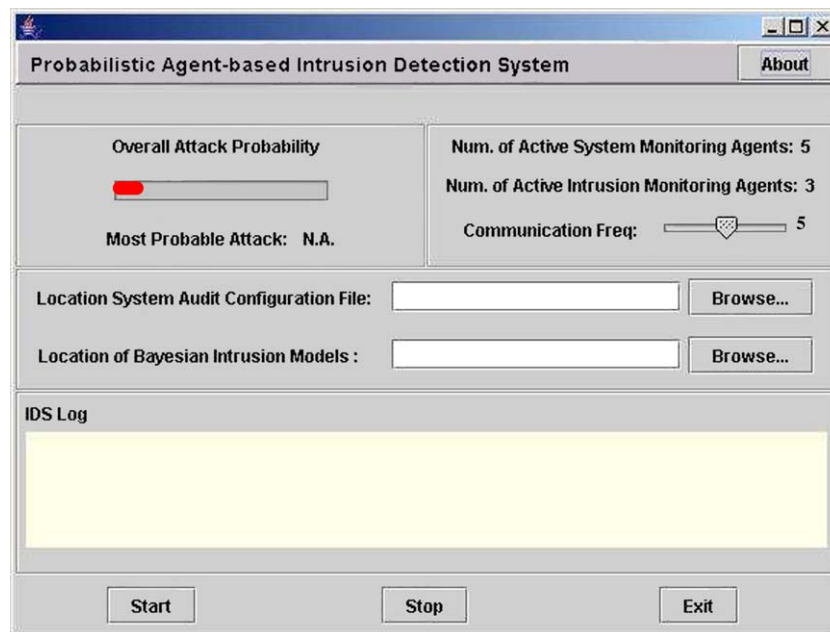 Probabilistic Agent-based Intrusion Detection System
About
Overall Attack Probability
Most Probable Attack: N.A.
Num. of Active System Monitoring Agents: 5
Num. of Active Intrusion Monitoring Agents: 3
Communication Freq: 5
Location System Audit Configuration File:
Browse...
Location of Bayesian Intrusion Models :
Browse...
IDS Log
Start
Stop
Exit